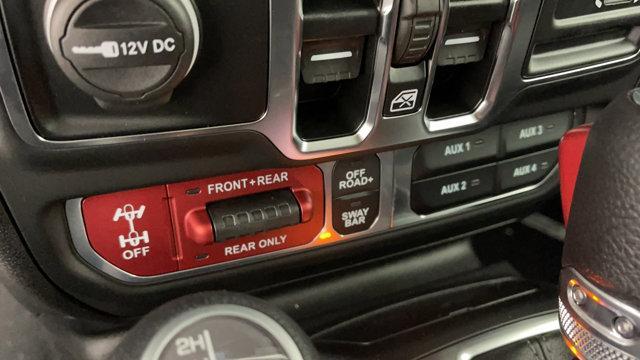 12V DC
FRONT+REAR
OFF
REAR ONLY
OFF
ROAD+
SWAY
BAR
AUX 1
AUX 3
AUX 2
AUX 4
2H